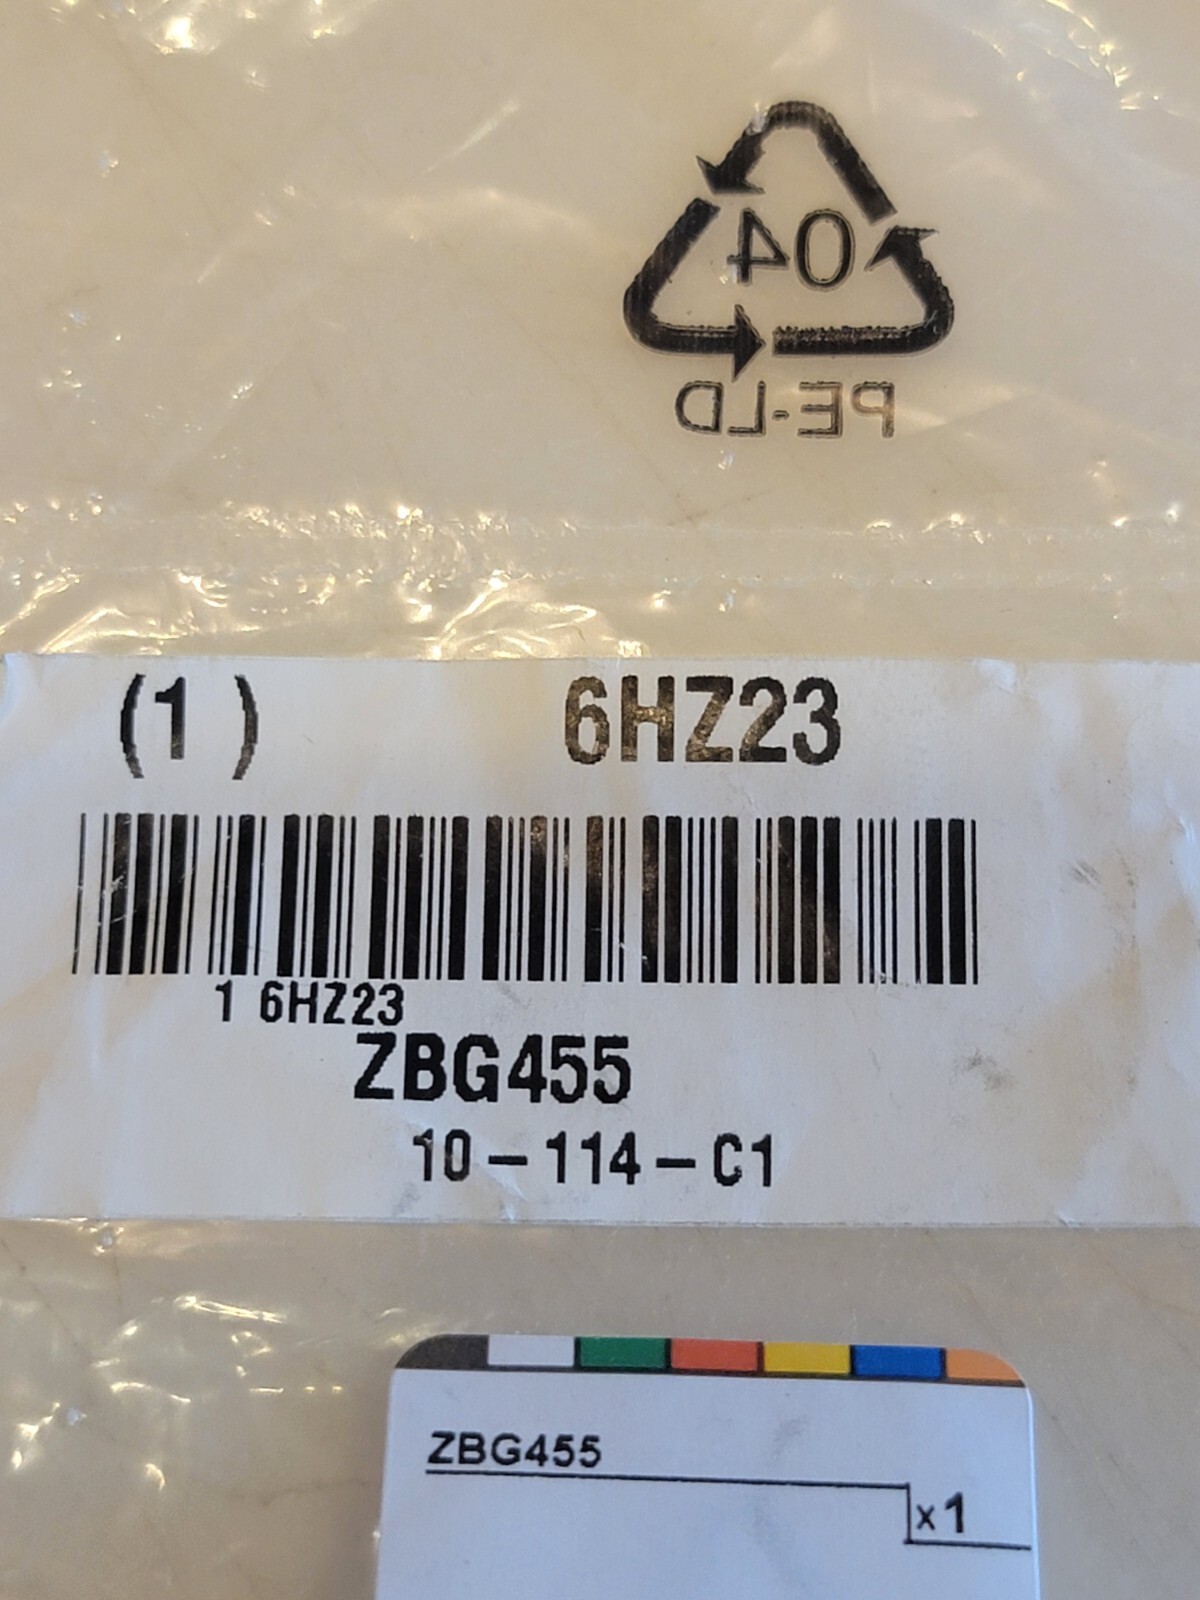 04
PE-LD
(1 ) 6HZ23
1 6HZ23
ZBG455
10-114-C1
ZBG455
x1